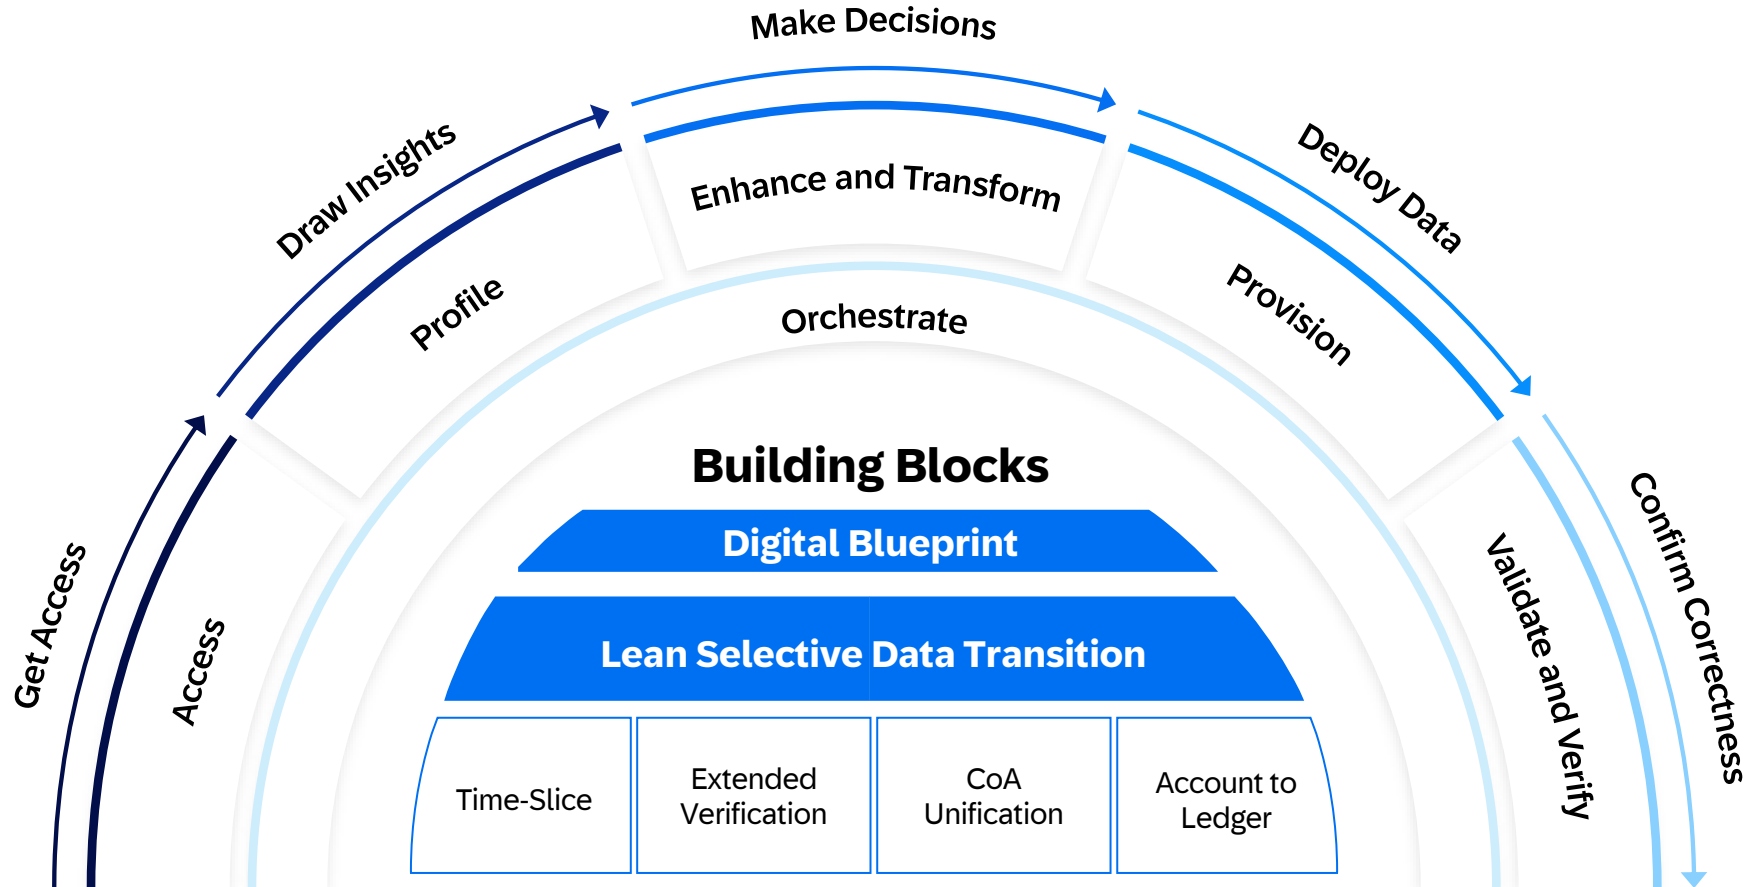 Make Decisions
Draw Insights
Deploy Data
Get Access
Confirm Correctness
Enhance and Transform
Profile
Provision
Access
Validate and Verify
Orchestrate
Building Blocks
Digital Blueprint
Lean Selective Data Transition
Time-Slice
Extended
Verification
CoA
Unification
Account to
Ledger